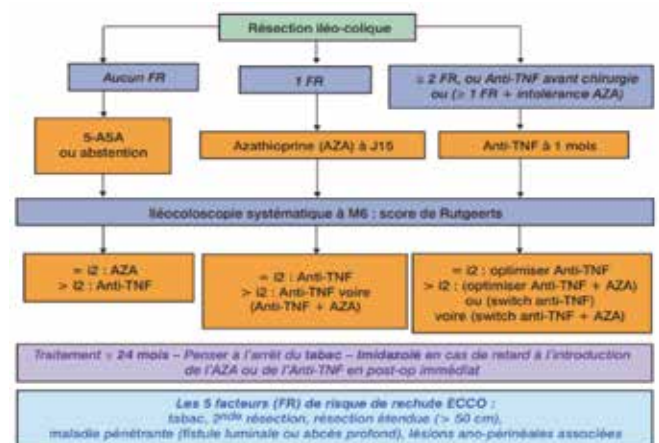 Résection iléo-colique
Aucun FR
1 FR
≥ 2 FR, ou Anti-TNF avant chirurgie
ou (≥ 1 FR + intolérance AZA)
5-ASA
ou abstention
Azathioprine (AZA) à J15
Anti-TNF à 1 mois
Iléocoloscopie systématique à M6 : score de Rutgeerts
= i2 : AZA
> i2 : Anti-TNF
= i2 : Anti-TNF
> i2 : Anti-TNF voire
(Anti-TNF + AZA)
= i2 : optimiser Anti-TNF
> i2 : (optimiser Anti-TNF + AZA)
ou (switch anti-TNF)
voire (switch anti-TNF + AZA)
Traitement 24 mois – Penser à l'arrêt du tabac – Imidazolé en cas de retard à l'introduction
de l'AZA ou de l'Anti-TNF en post-op immédiat
Les 5 facteurs (FR) de risque de rechute ECCO :
tabac, 2nde résection, résection étendue (> 50 cm),
maladie pénétrante (fistule luminale ou abcès profond), lésions ano-périnéales associées